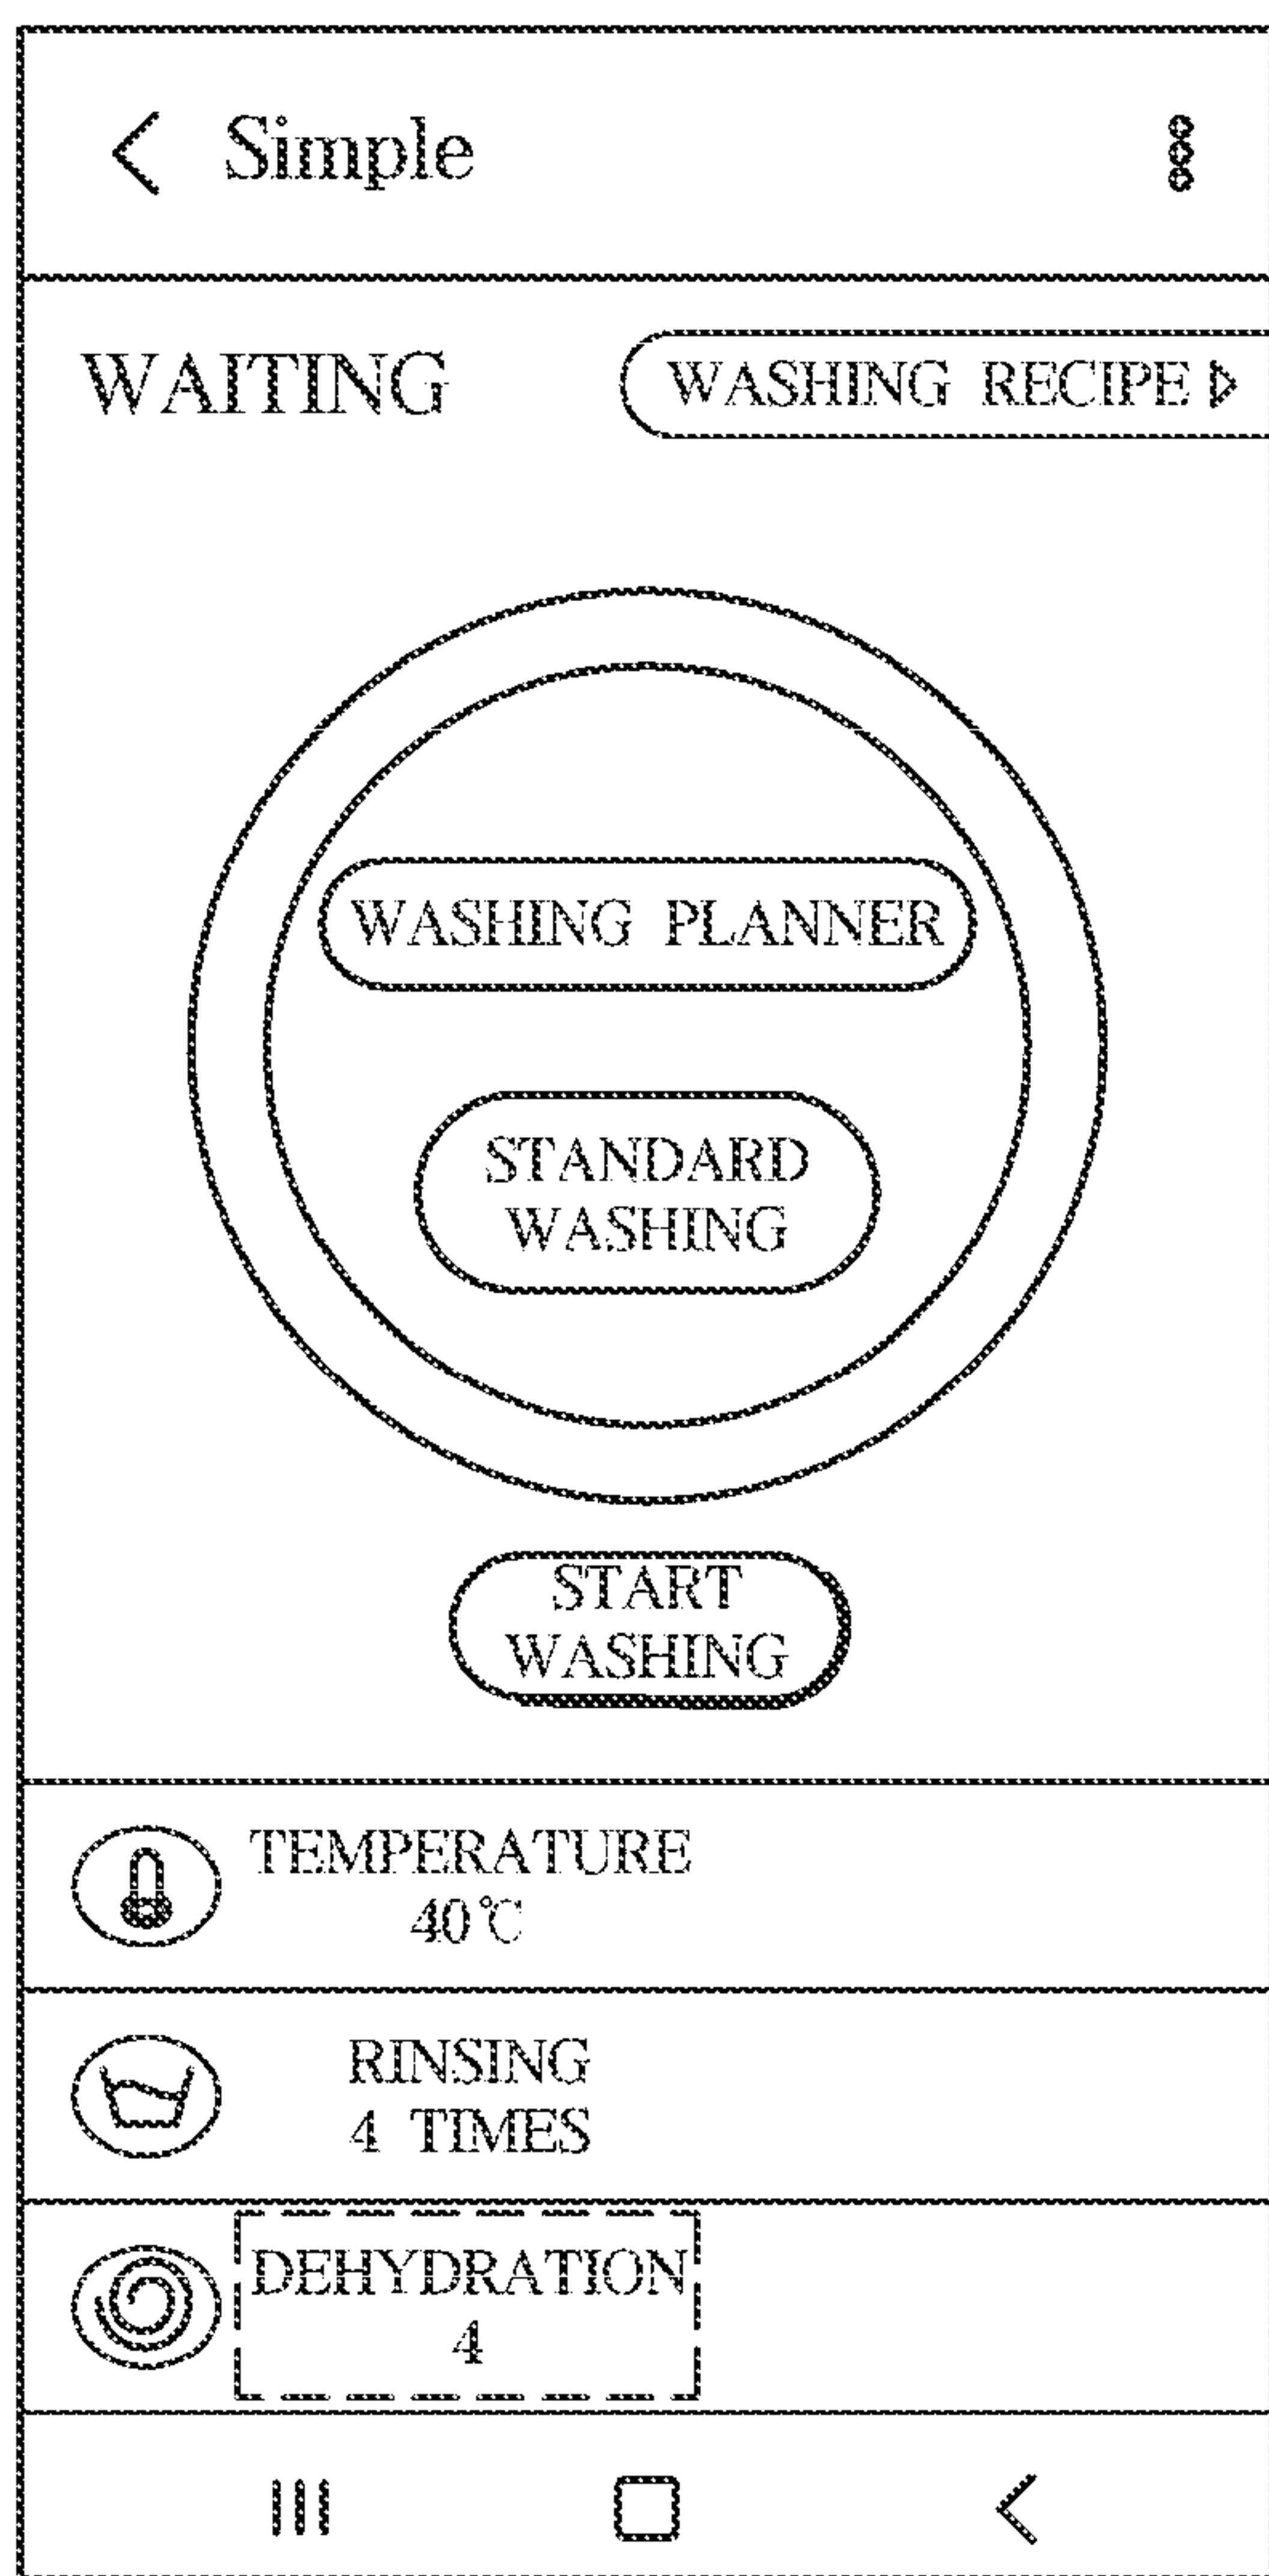 Simple
WAITING
WASHING RECIPE
WASHING PLANNER
STANDARD
WASHING
START
WASHING
TEMPERATURE
40℃
RINSING
4 TIMES
DEHYDRATION
4